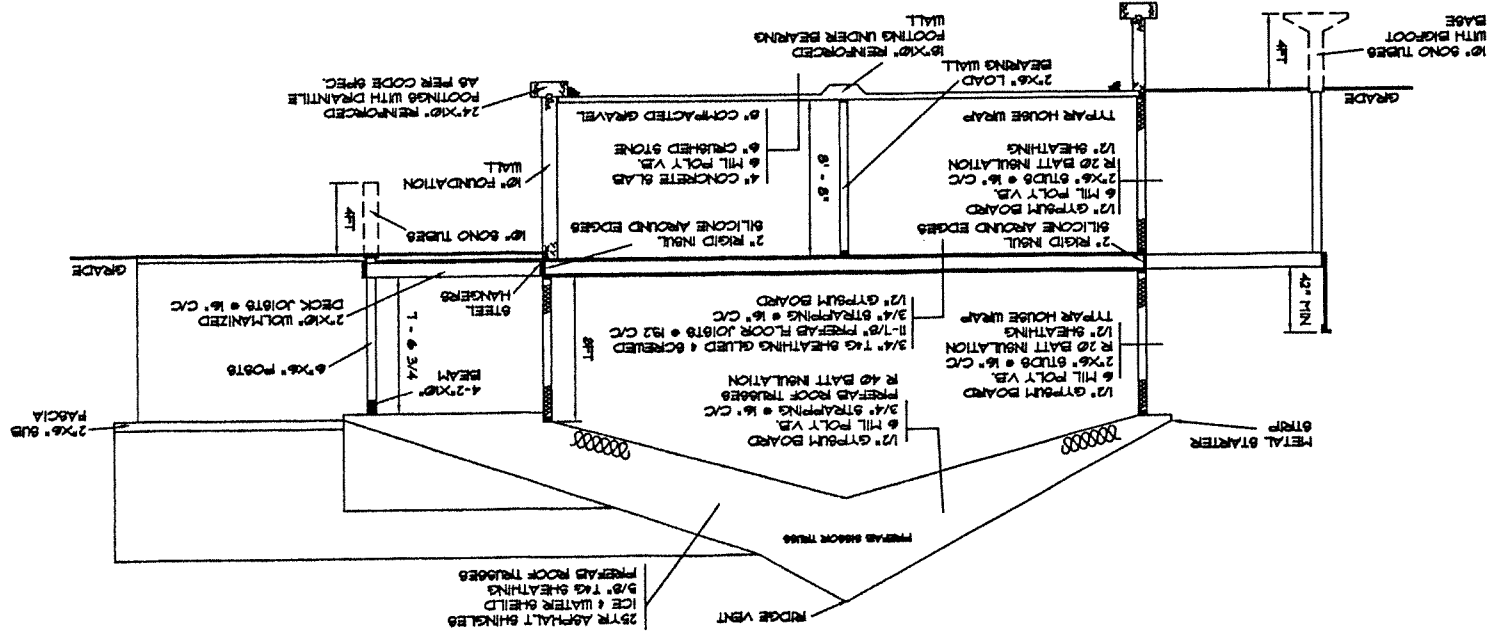 RIDGE VENT
25YR ASPHALT SHINGLES
ICE & WATER SHEILD
5/8" T&G SHEATHING
PREFAB ROOF TRUSSES
PREFAB SISSOR TRUSS
METAL STARTER
STRIP
1/2" GYPSUM BOARD
6 MIL POLY V.B.
3/4" STRAPPING @ 16" C/C
PREFAB ROOF TRUSSES
R 40 BATT INSULATION
2"X6" SUB
FASCIA
1/2" GYPSUM BOARD
6 MIL POLY V.B.
2"X6" STUDS @ 16" C/C
R 20 BATT INSULATION
1/2" SHEATHING
TYPAR HOUSE WRAP
3/4" T&G SHEATHING GLUED & SCREWED
11-7/8" PREFAB FLOOR JOISTS @ 19.2 C/C
3/4" STRAPPING @ 16" C/C
1/2" GYPSUM BOARD
8FT
4-2"X10"
BEAM
7 - 6 3/4
6"X6" POSTS
STEEL
HANGERS
2"X10" WOLMANIZED
DECK JOISTS @ 16" C/C
42" MIN
GRADE
2" RIGID INSUL
SILICONE AROUND EDGES
2" RIGID INSUL
SILICONE AROUND EDGES
10" SONO TUBES
4FT
1/2" GYPSUM BOARD
6 MIL POLY V.B.
2"X6" STUDS @ 16" C/C
R 20 BATT INSULATION
1/2" SHEATHING
TYPAR HOUSE WRAP
8' - 8"
4" CONCRETE SLAB
6 MIL POLY V.B.
6" CRUSHED STONE
8" COMPACTED GRAVEL
10" FOUNDATION
WALL
GRADE
2"X6" LOAD
BEARING WALL
18"X10" REINFORCED
FOOTING UNDER BEARING
WALL
24"X10" REINFORCED
FOOTINGS WITH DRAINTILE
AS PER CODE SPEC.
10" SONO TUBES
WITH BIGFOOT
BASE
4FT